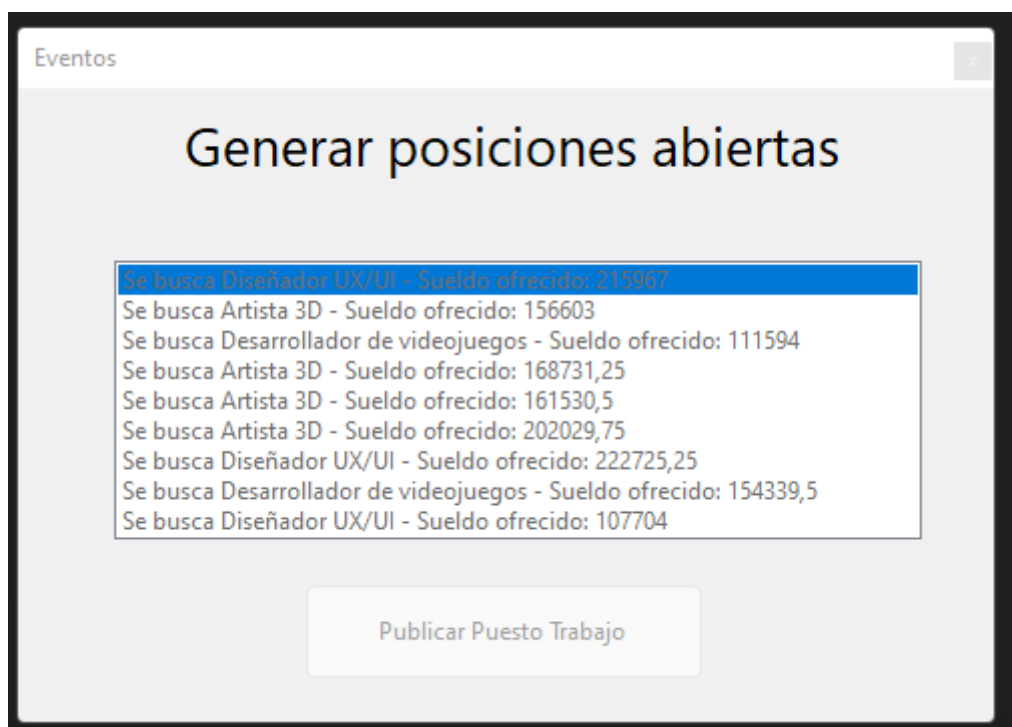 Eventos
x
Generar posiciones abiertas
Se busca Diseñador UX/UI - Sueldo ofrecido: 215967
Se busca Artista 3D - Sueldo ofrecido: 156603
Se busca Desarrollador de videojuegos - Sueldo ofrecido: 111594
Se busca Artista 3D - Sueldo ofrecido: 168731,25
Se busca Artista 3D - Sueldo ofrecido: 161530,5
Se busca Artista 3D - Sueldo ofrecido: 202029,75
Se busca Diseñador UX/UI - Sueldo ofrecido: 222725,25
Se busca Desarrollador de videojuegos - Sueldo ofrecido: 154339,5
Se busca Diseñador UX/UI - Sueldo ofrecido: 107704
Publicar Puesto Trabajo